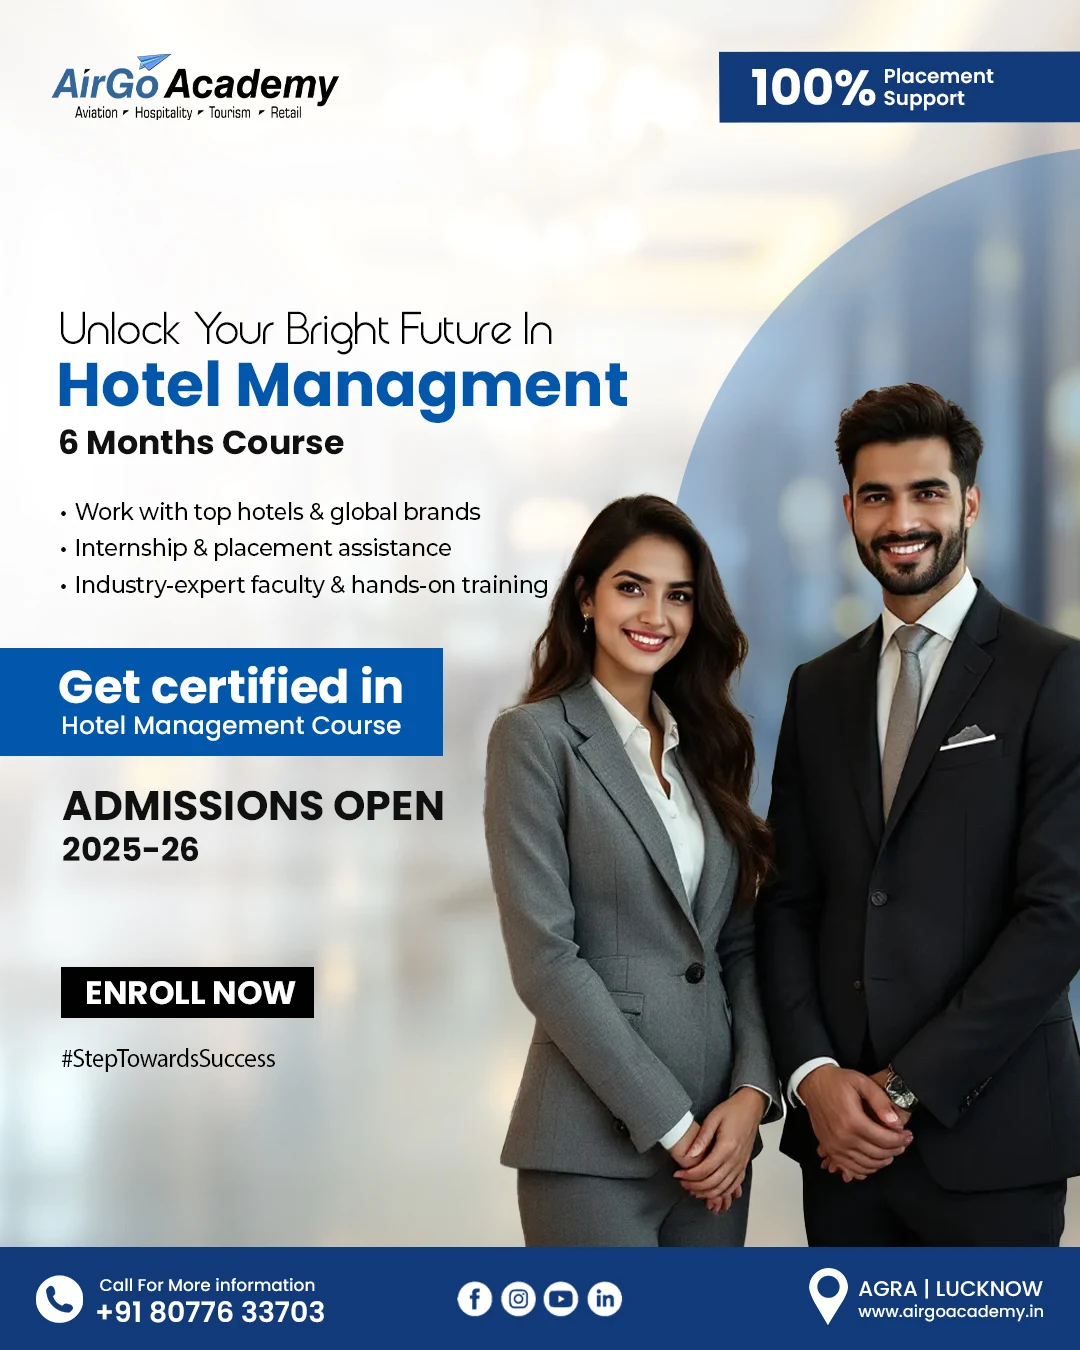 AirGo Academy
Aviation ▪ Hospitality ▪ Tourism ▪ Retail
100% Placement Support
Unlock Your Bright Future In
Hotel Managment
6 Months Course
• Work with top hotels & global brands
• Internship & placement assistance
• Industry-expert faculty & hands-on training
Get certified in
Hotel Management Course
ADMISSIONS OPEN
2025-26
ENROLL NOW
#StepTowardsSuccess
Call For More information
+91 80776 33703
AGRA | LUCKNOW
www.airgoacademy.in